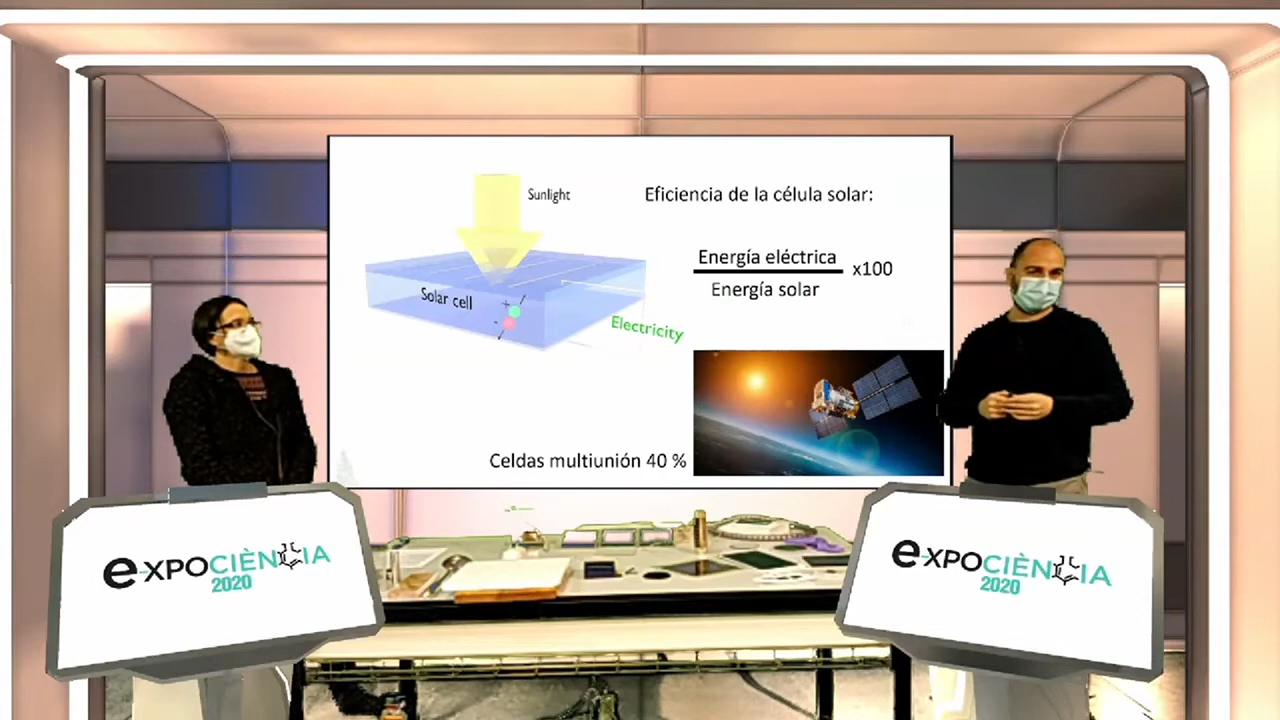 Sunlight
Eficiencia de la célula solar:
Energía eléctrica
x100
Energía solar
Solar cell
+
-
Electricity
Celdas multiunión 40 %
eXPOCIÈNCIA
2020
eXPOCIÈNCIA
2020